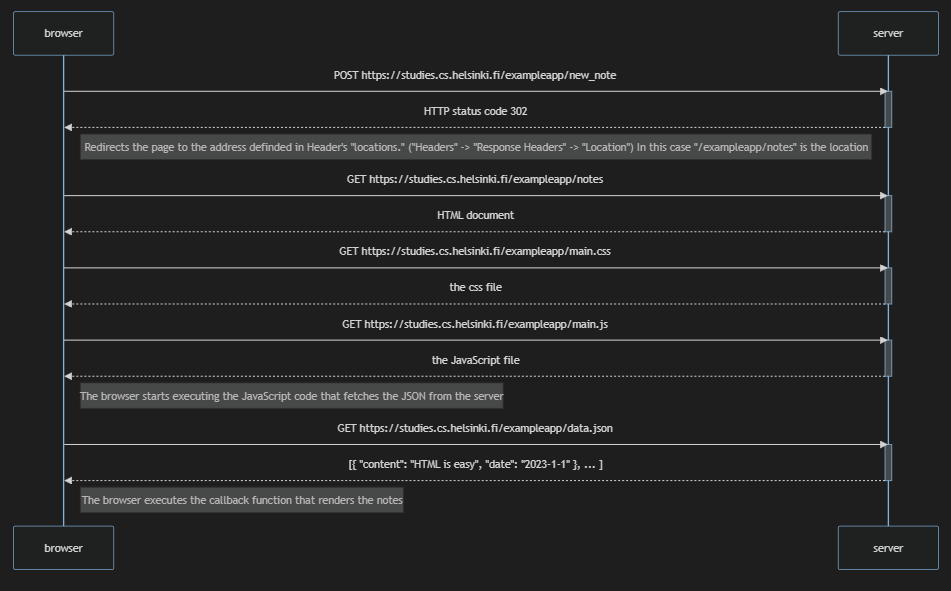 browser server
POST https://studies.cs.helsinki.fi/exampleapp/new_note
HTTP status code 302
Redirects the page to the address definded in Header's "locations." ("Headers" -> "Response Headers" -> "Location") In this case "/exampleapp/notes" is the location
GET https://studies.cs.helsinki.fi/exampleapp/notes
HTML document
GET https://studies.cs.helsinki.fi/exampleapp/main.css
the css file
GET https://studies.cs.helsinki.fi/exampleapp/main.js
the JavaScript file
The browser starts executing the JavaScript code that fetches the JSON from the server
GET https://studies.cs.helsinki.fi/exampleapp/data.json
[{ "content": "HTML is easy", "date": "2023-1-1" }, ... ]
The browser executes the callback function that renders the notes
browser server